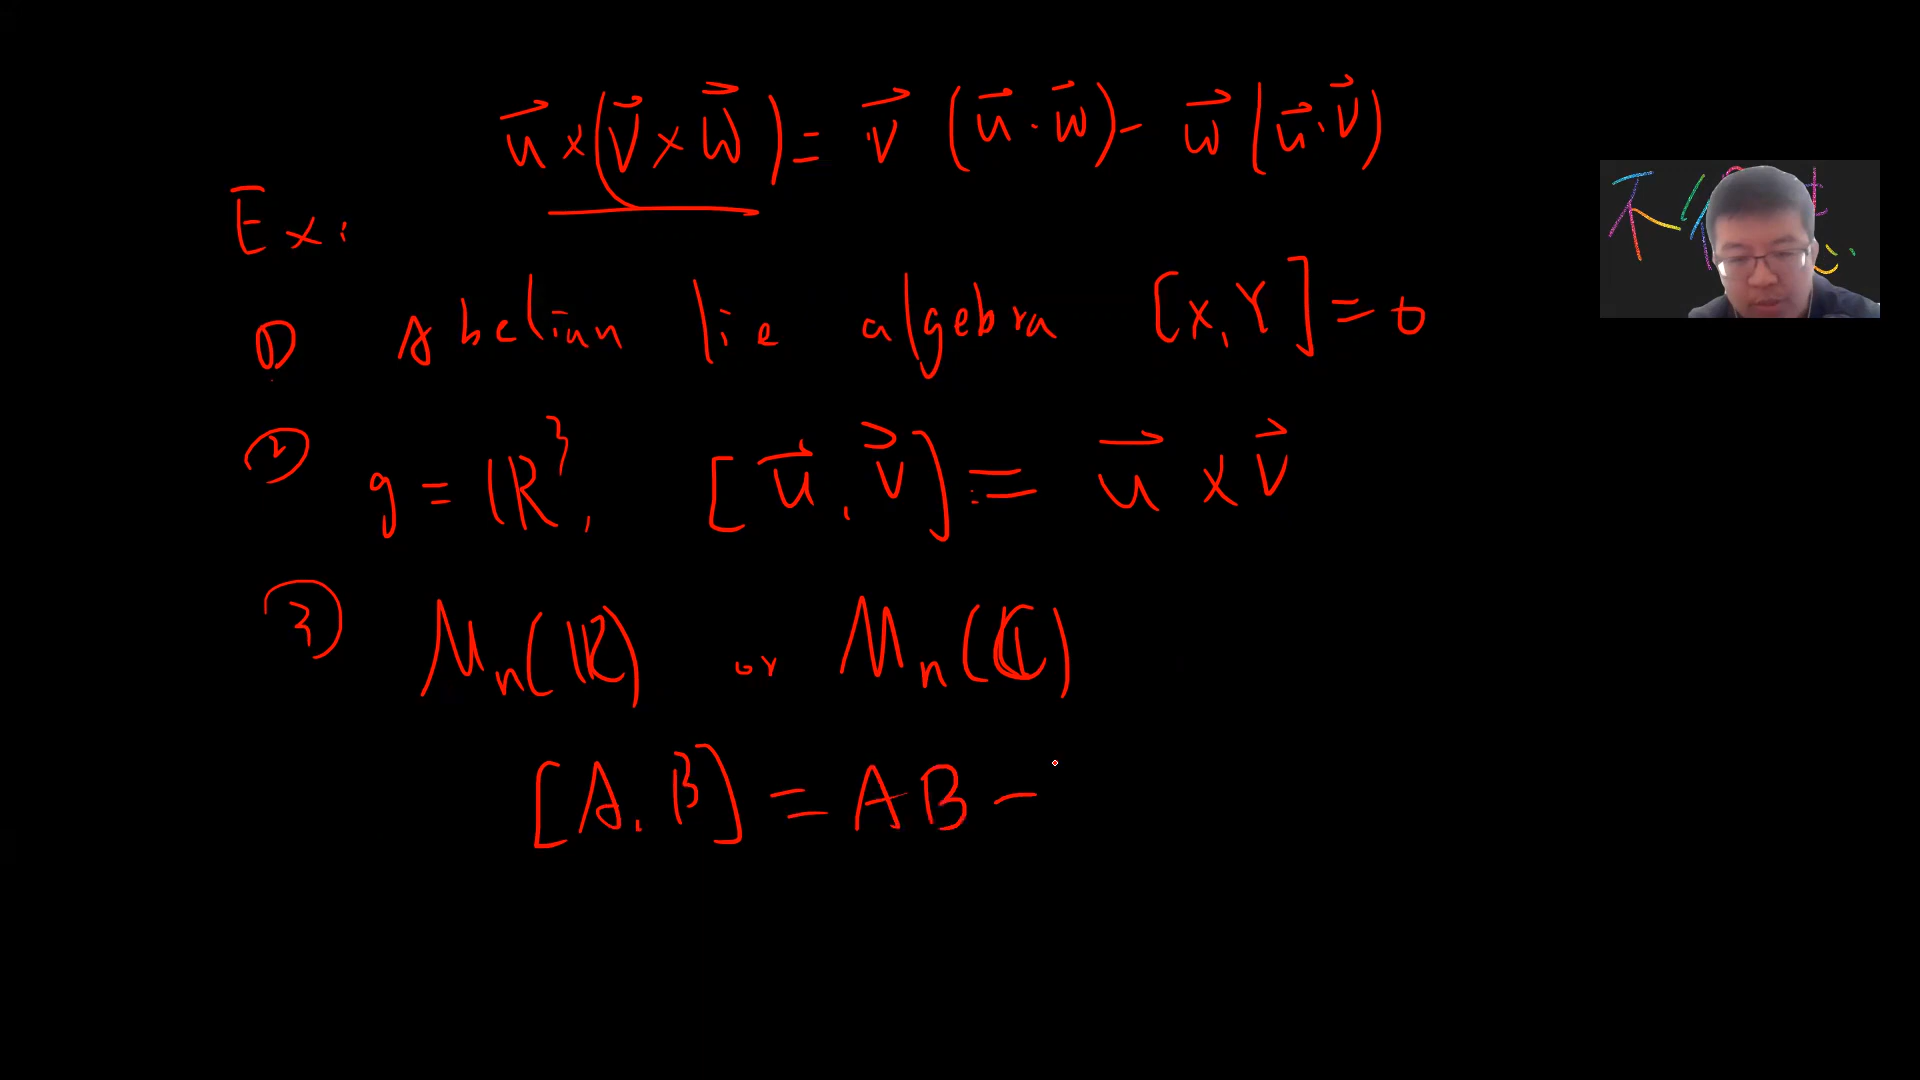 u⃗ × (v⃗ × w⃗) = v⃗ (u⃗ · w⃗) - w⃗ (u⃗ · v⃗)
Ex:
① Abelian lie algebra [X, Y] = 0
② g = ℝ³, [u⃗, v⃗] = u⃗ × v⃗
③ Mₙ(ℝ) or Mₙ(ℂ)
[A, B] = AB -